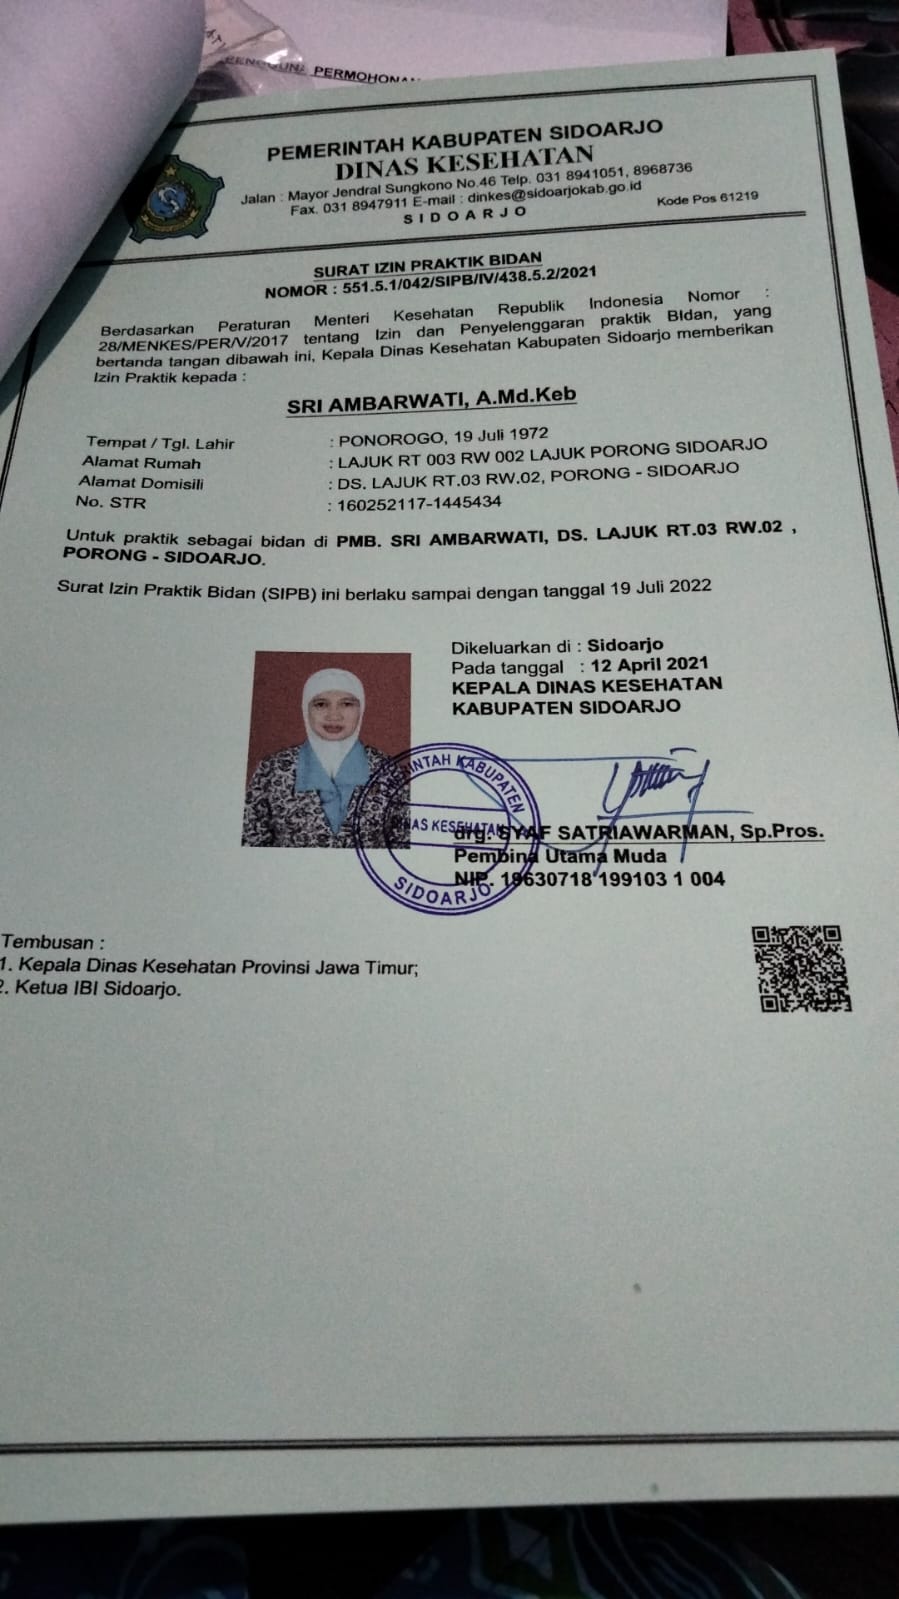 PERMOHONAN
PEMERINTAH KABUPATEN SIDOARJO
DINAS KESEHATAN
Jalan : Mayor Jendral Sungkono No.46 Telp. 031 8941051, 8968736
Fax. 031 8947911 E-mail : dinkes@sidoarjokab.go.id
Kode Pos 61219
SIDOARJO
SURAT IZIN PRAKTIK BIDAN
NOMOR : 551.5.1/042/SIPB/IV/438.5.2/2021
Berdasarkan Peraturan Menteri Kesehatan Republik Indonesia Nomor :
28/MENKES/PER/V/2017 tentang Izin dan Penyelenggaran praktik BIdan, yang
bertanda tangan dibawah ini, Kepala Dinas Kesehatan Kabupaten Sidoarjo memberikan
Izin Praktik kepada :
SRI AMBARWATI, A.Md.Keb
Tempat / Tgl. Lahir : PONOROGO, 19 Juli 1972
Alamat Rumah : LAJUK RT 003 RW 002 LAJUK PORONG SIDOARJO
Alamat Domisili : DS. LAJUK RT.03 RW.02, PORONG - SIDOARJO
No. STR : 160252117-1445434
Untuk praktik sebagai bidan di PMB. SRI AMBARWATI, DS. LAJUK RT.03 RW.02 ,
PORONG - SIDOARJO.
Surat Izin Praktik Bidan (SIPB) ini berlaku sampai dengan tanggal 19 Juli 2022
Dikeluarkan di : Sidoarjo
Pada tanggal : 12 April 2021
KEPALA DINAS KESEHATAN
KABUPATEN SIDOARJO
PEMERINTAH KABUPATEN
DINAS KESEHATAN
SIDOARJO
drg. SYAF SATRIAWARMAN, Sp.Pros.
Pembina Utama Muda
NIP. 19630718 199103 1 004
Tembusan :
1. Kepala Dinas Kesehatan Provinsi Jawa Timur;
2. Ketua IBI Sidoarjo.